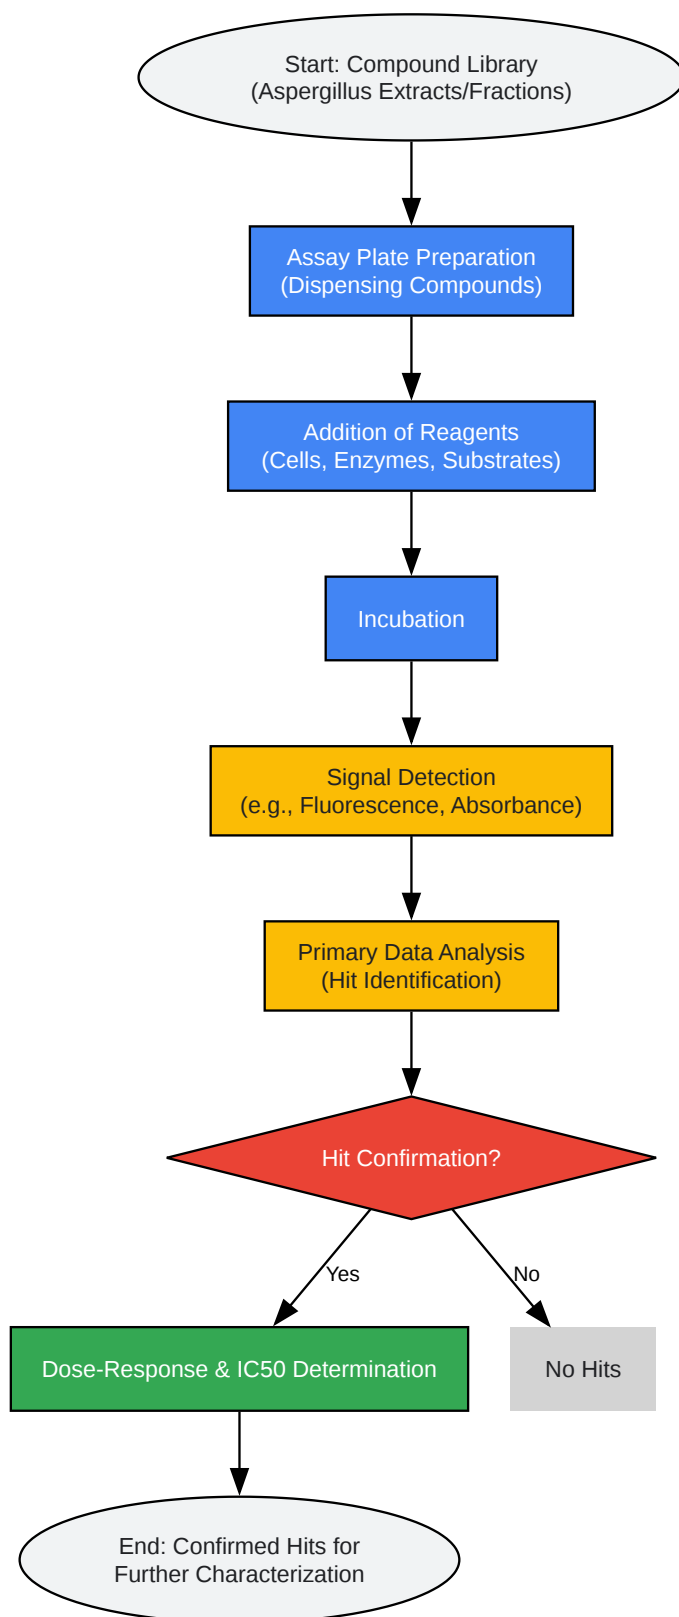 Start: Compound Library
(Aspergillus Extracts/Fractions)
Assay Plate Preparation
(Dispensing Compounds)
Addition of Reagents
(Cells, Enzymes, Substrates)
Incubation
Signal Detection
(e.g., Fluorescence, Absorbance)
Primary Data Analysis
(Hit Identification)
Hit Confirmation?
Yes
No
Dose-Response & IC50 Determination
No Hits
End: Confirmed Hits for
Further Characterization